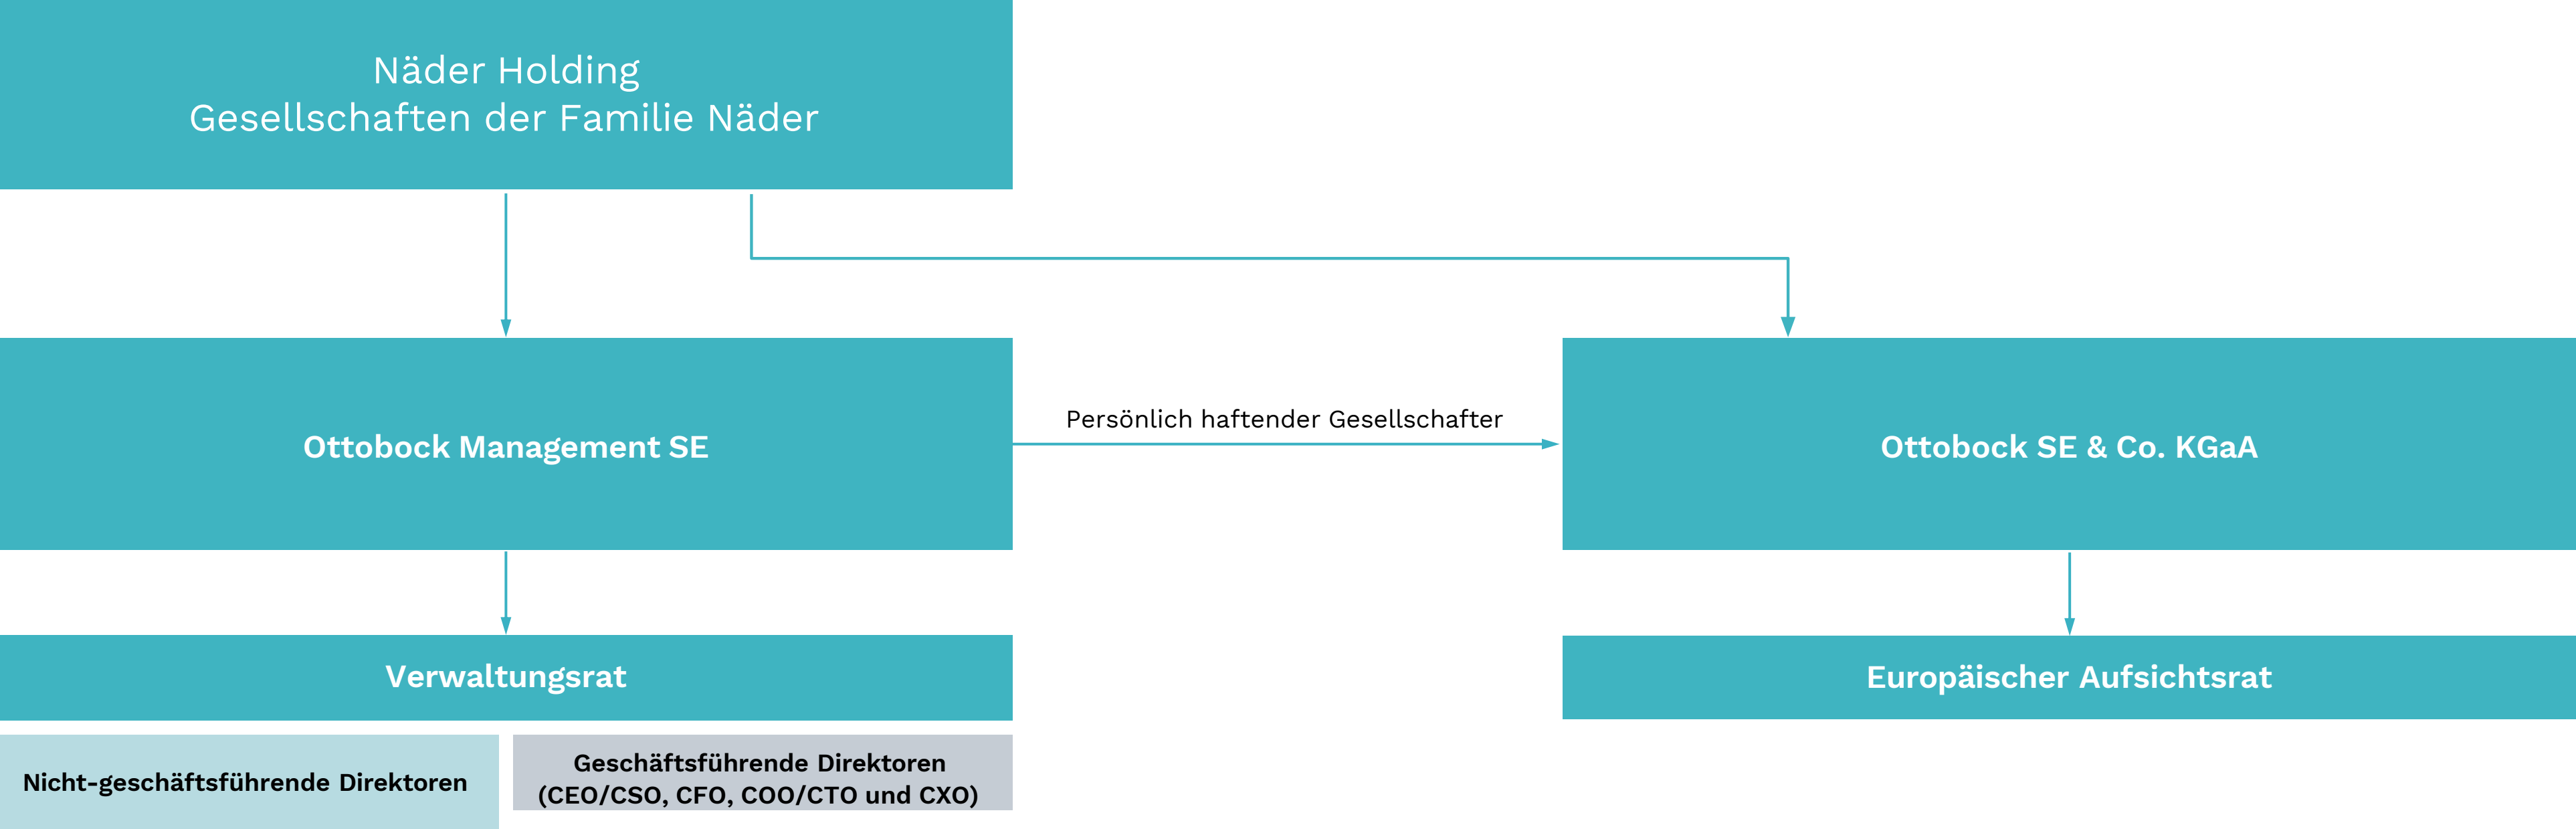 Näder Holding
Gesellschaften der Familie Näder
Persönlich haftender Gesellschafter
Ottobock Management SE
Ottobock SE & Co. KGaA
Verwaltungsrat
Europäischer Aufsichtsrat
Nicht-geschäftsführende Direktoren
Geschäftsführende Direktoren
(CEO/CSO, CFO, COO/CTO und CXO)